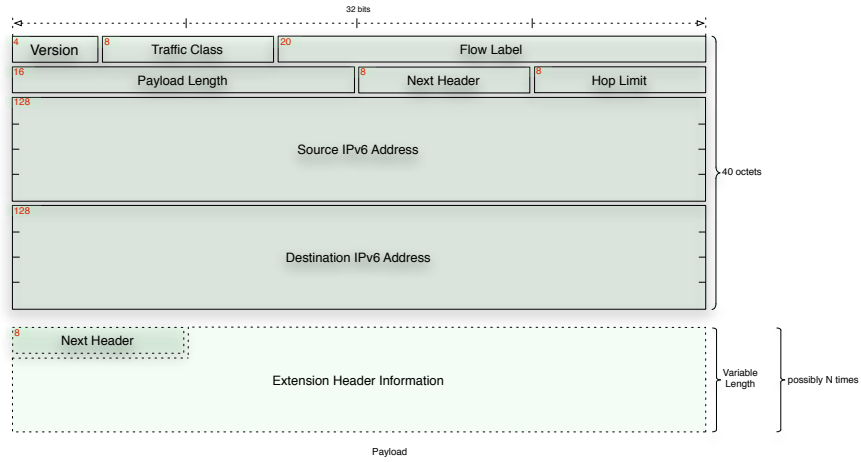 32 bits
4 Version 8 Traffic Class 20 Flow Label
16 Payload Length 8 Next Header 8 Hop Limit
128
Source IPv6 Address
40 octets
128
Destination IPv6 Address
8 Next Header
Extension Header Information
Variable
Length
possibly N times
Payload